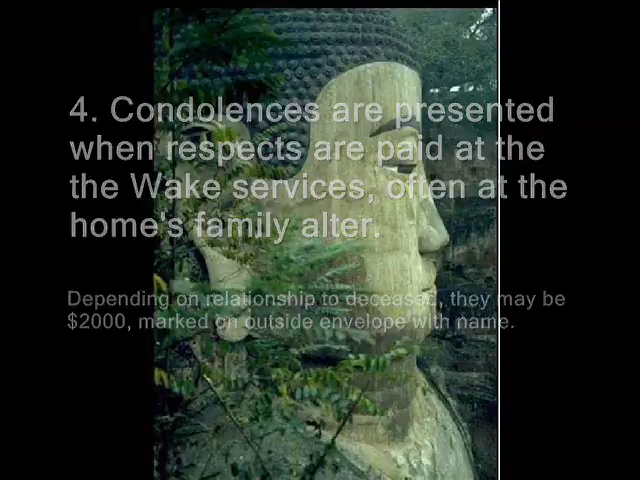 4. Condolences are presented
when respects are paid at the
the Wake services, often at the
home's family alter.
Depending on relationship to deceased, they may be
$2000, marked on outside envelope with name.